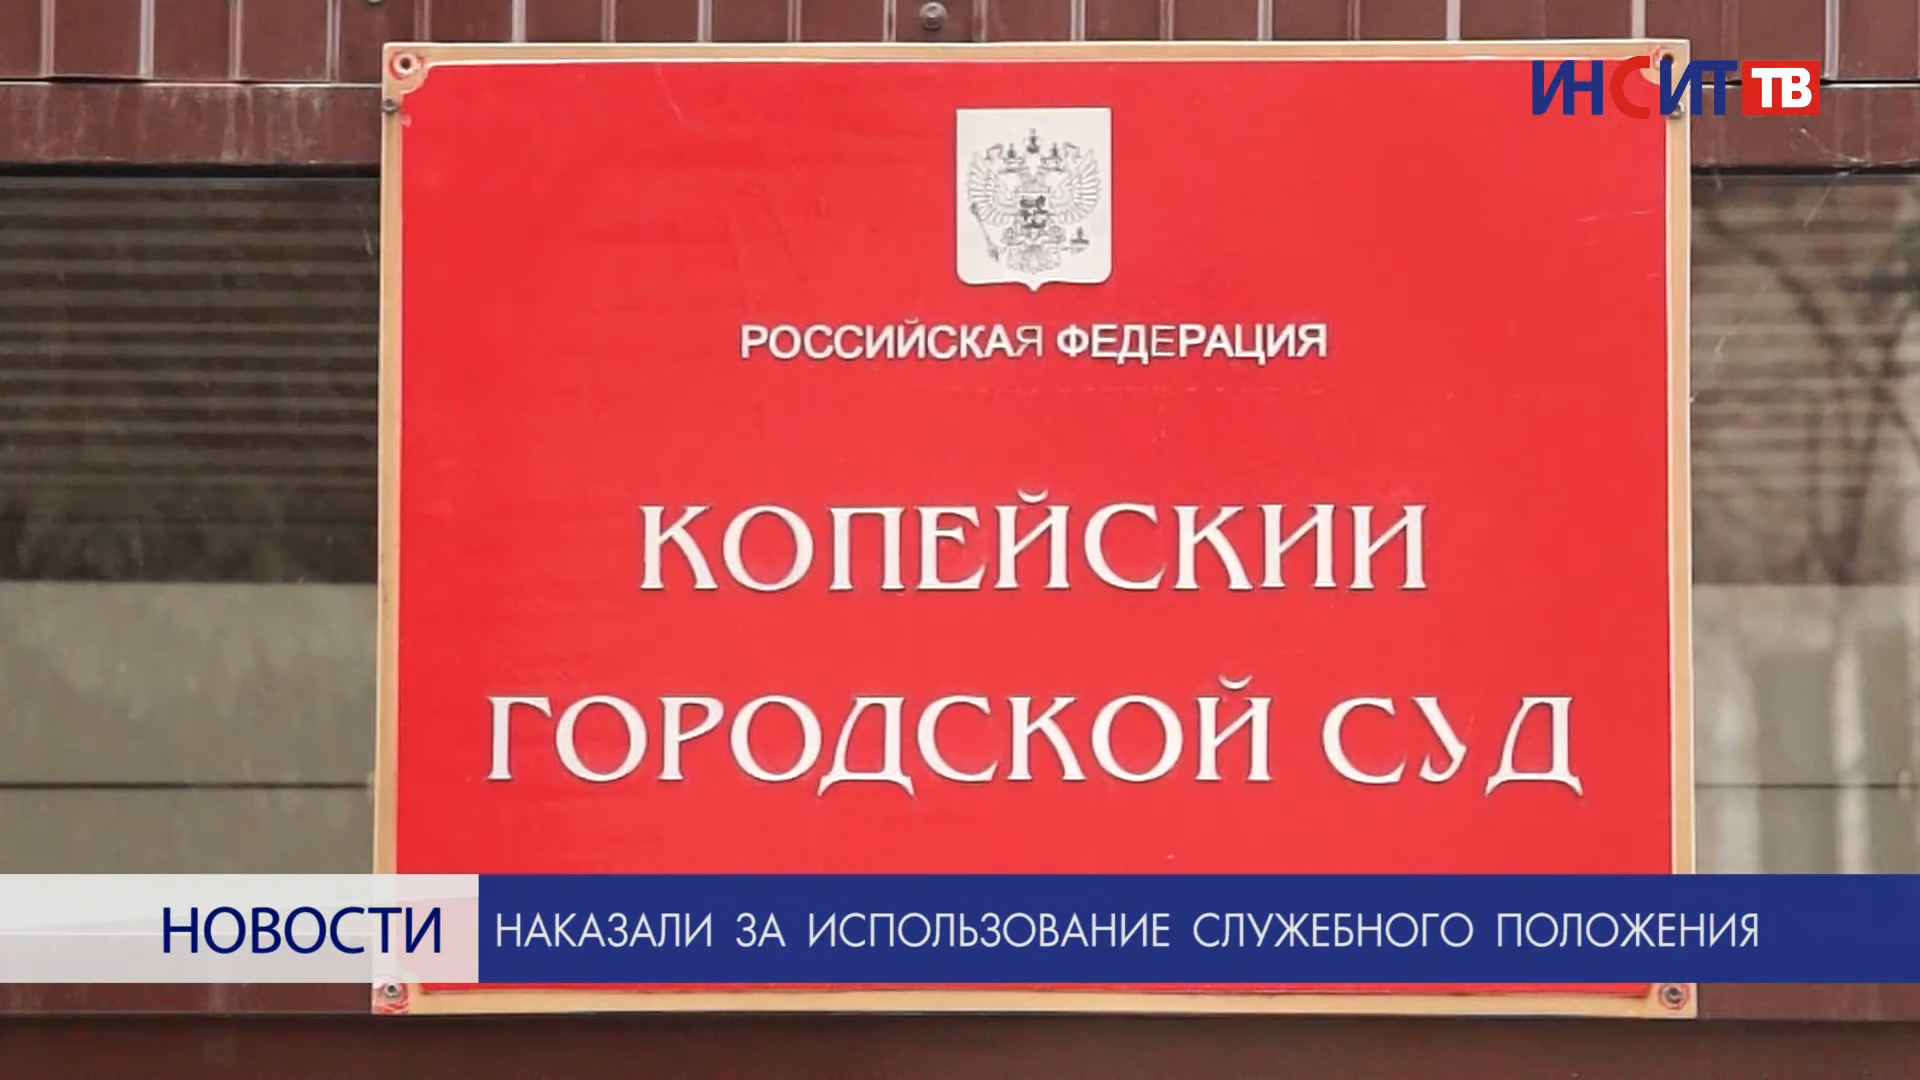 ИНСИТ ТВ
РОССИЙСКАЯ ФЕДЕРАЦИЯ
КОПЕЙСКИЙ
ГОРОДСКОЙ СУД
НОВОСТИ
НАКАЗАЛИ ЗА ИСПОЛЬЗОВАНИЕ СЛУЖЕБНОГО ПОЛОЖЕНИЯ